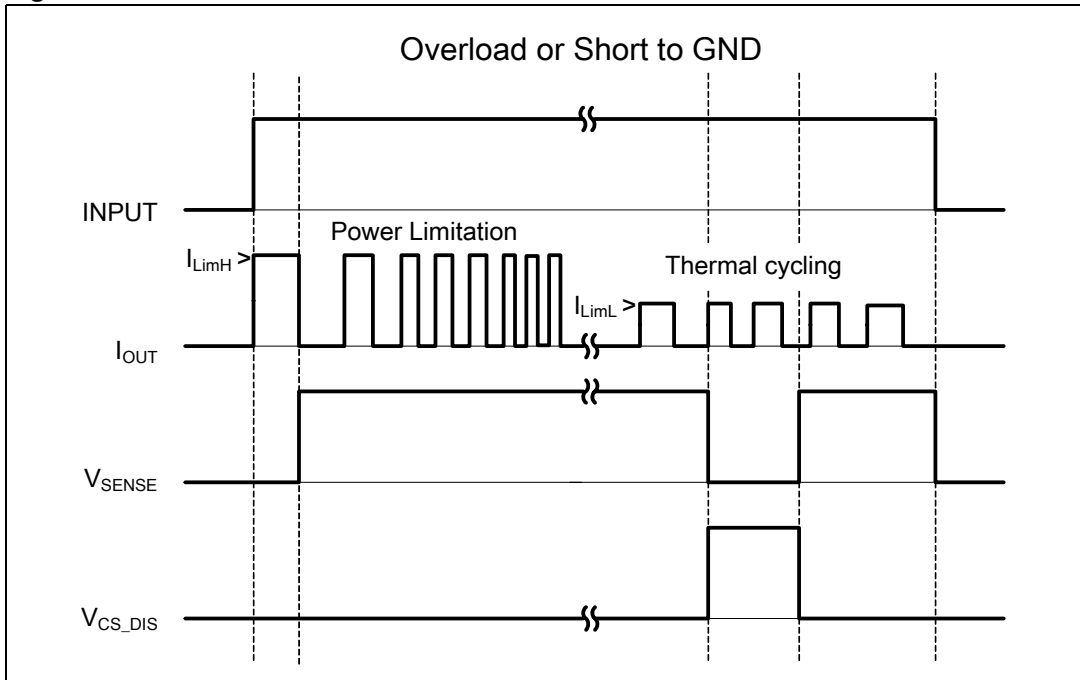 Overload or Short to GND
INPUT
Power Limitation
I_LimH >
Thermal cycling
I_LimL >
I_OUT
V_SENSE
V_CS_DIS